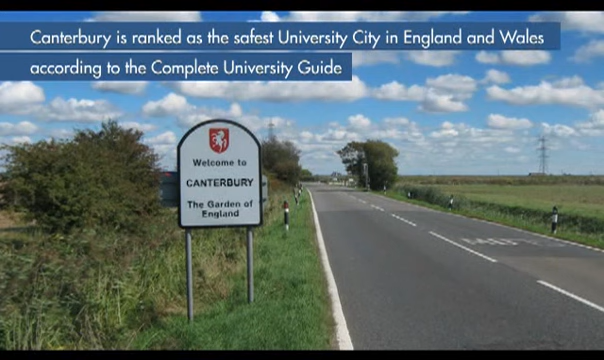 Canterbury is ranked as the safest University City in England and Wales
according to the Complete University Guide
Welcome to
CANTERBURY
The Garden of
England